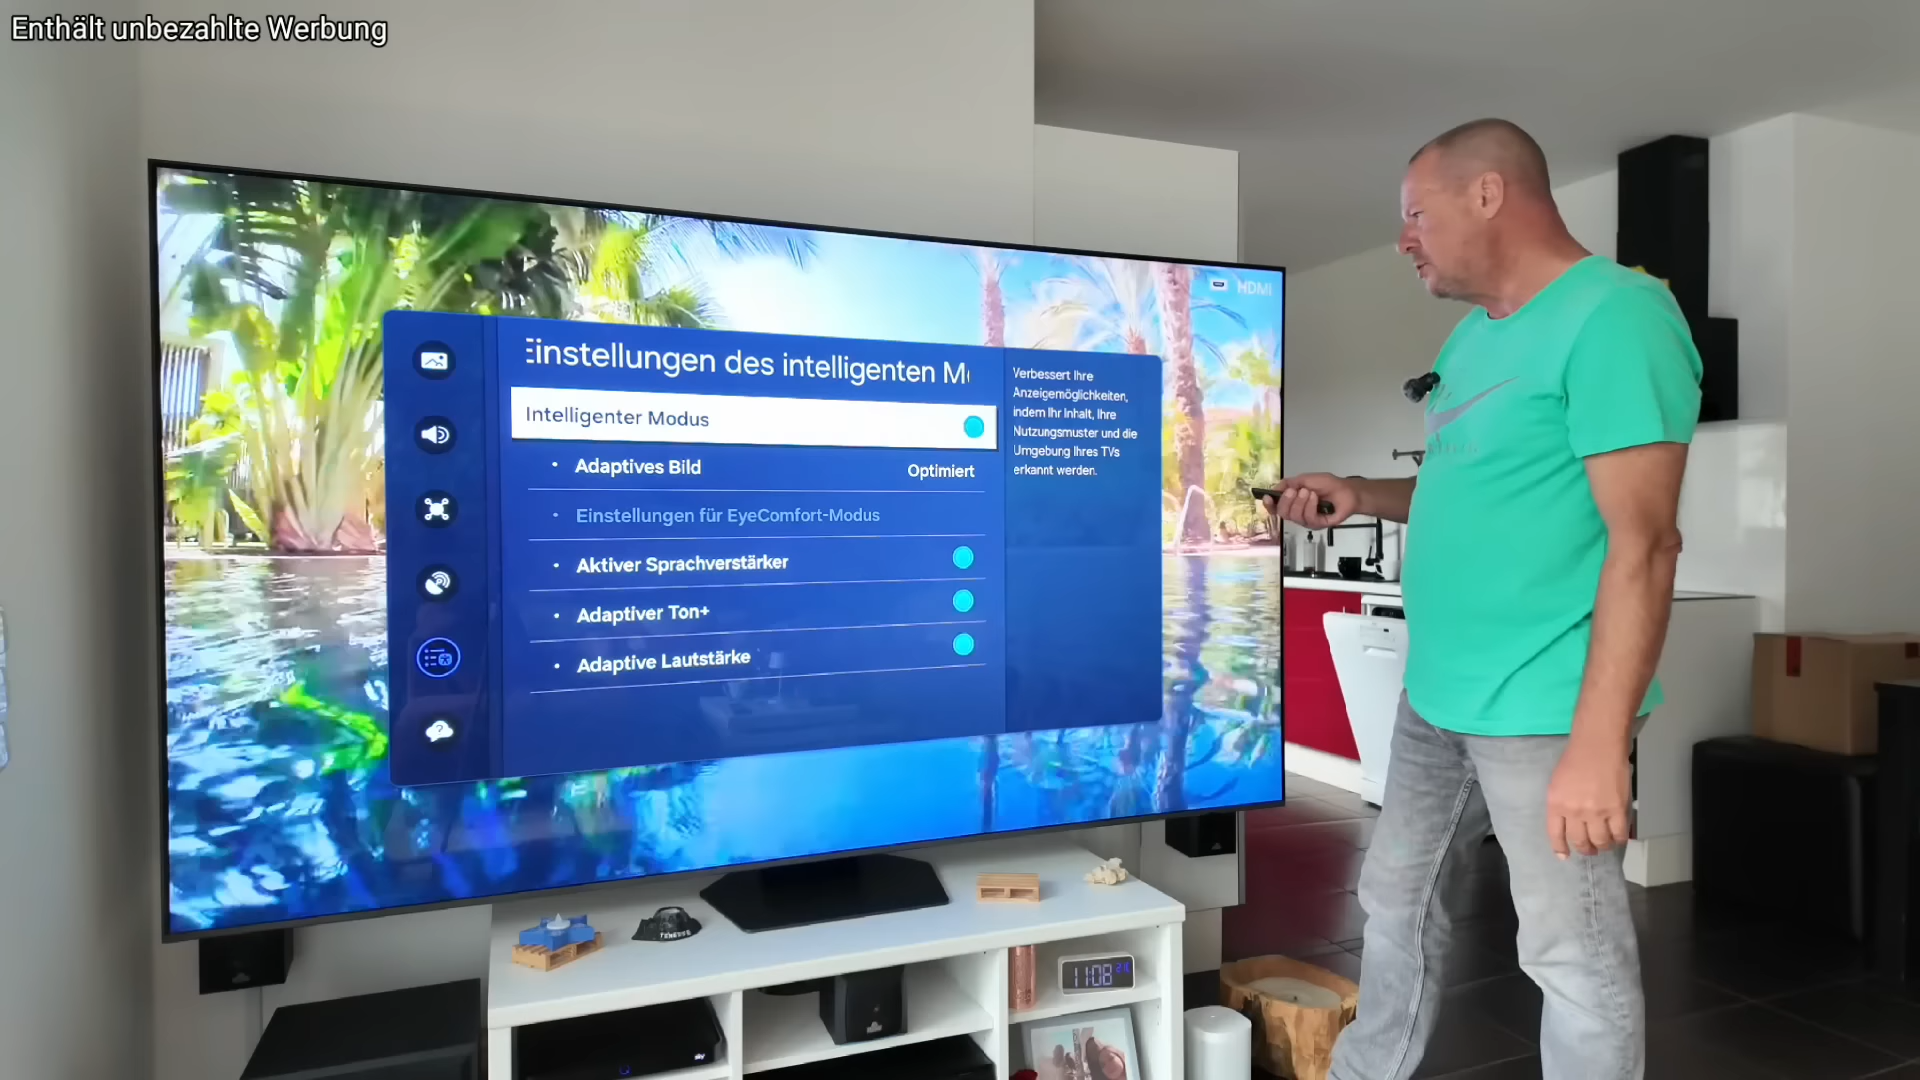 Enthält unbezahlte Werbung
HDMI
Einstellungen des intelligenten M
Intelligenter Modus
Adaptives Bild
Optimiert
Einstellungen für EyeComfort-Modus
Aktiver Sprachverstärker
Adaptiver Ton+
Adaptive Lautstärke
Verbessert Ihre
Anzeigemöglichkeiten,
indem Ihr Inhalt, Ihre
Nutzungsmuster und die
Umgebung Ihres TVs
erkannt werden.
11:08
sky